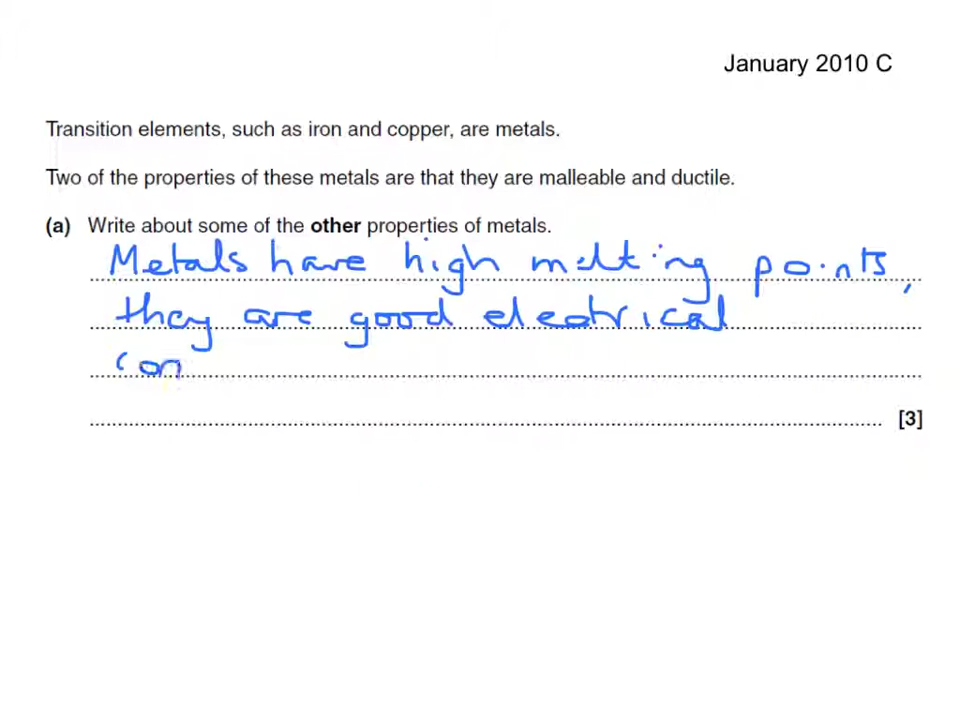 January 2010 C
Transition elements, such as iron and copper, are metals.
Two of the properties of these metals are that they are malleable and ductile.
(a) Write about some of the other properties of metals.
Metals have high melting points,
they are good electrical
con
[3]